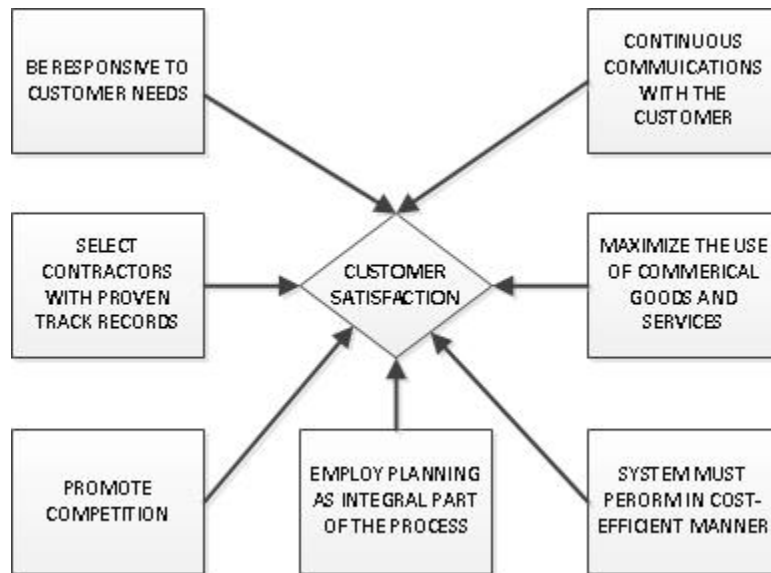 BE RESPONSIVE TO
CUSTOMER NEEDS
CONTINUOUS
COMMUICATIONS
WITH THE
CUSTOMER
SELECT
CONTRACTORS
WITH PROVEN
TRACK RECORDS
CUSTOMER
SATISFACTION
MAXIMIZE THE USE
OF COMMERICAL
GOODS AND
SERVICES
PROMOTE
COMPETITION
EMPLOY PLANNING
AS INTEGRAL PART
OF THE PROCESS
SYSTEM MUST
PERORM IN COST-
EFFICIENT MANNER